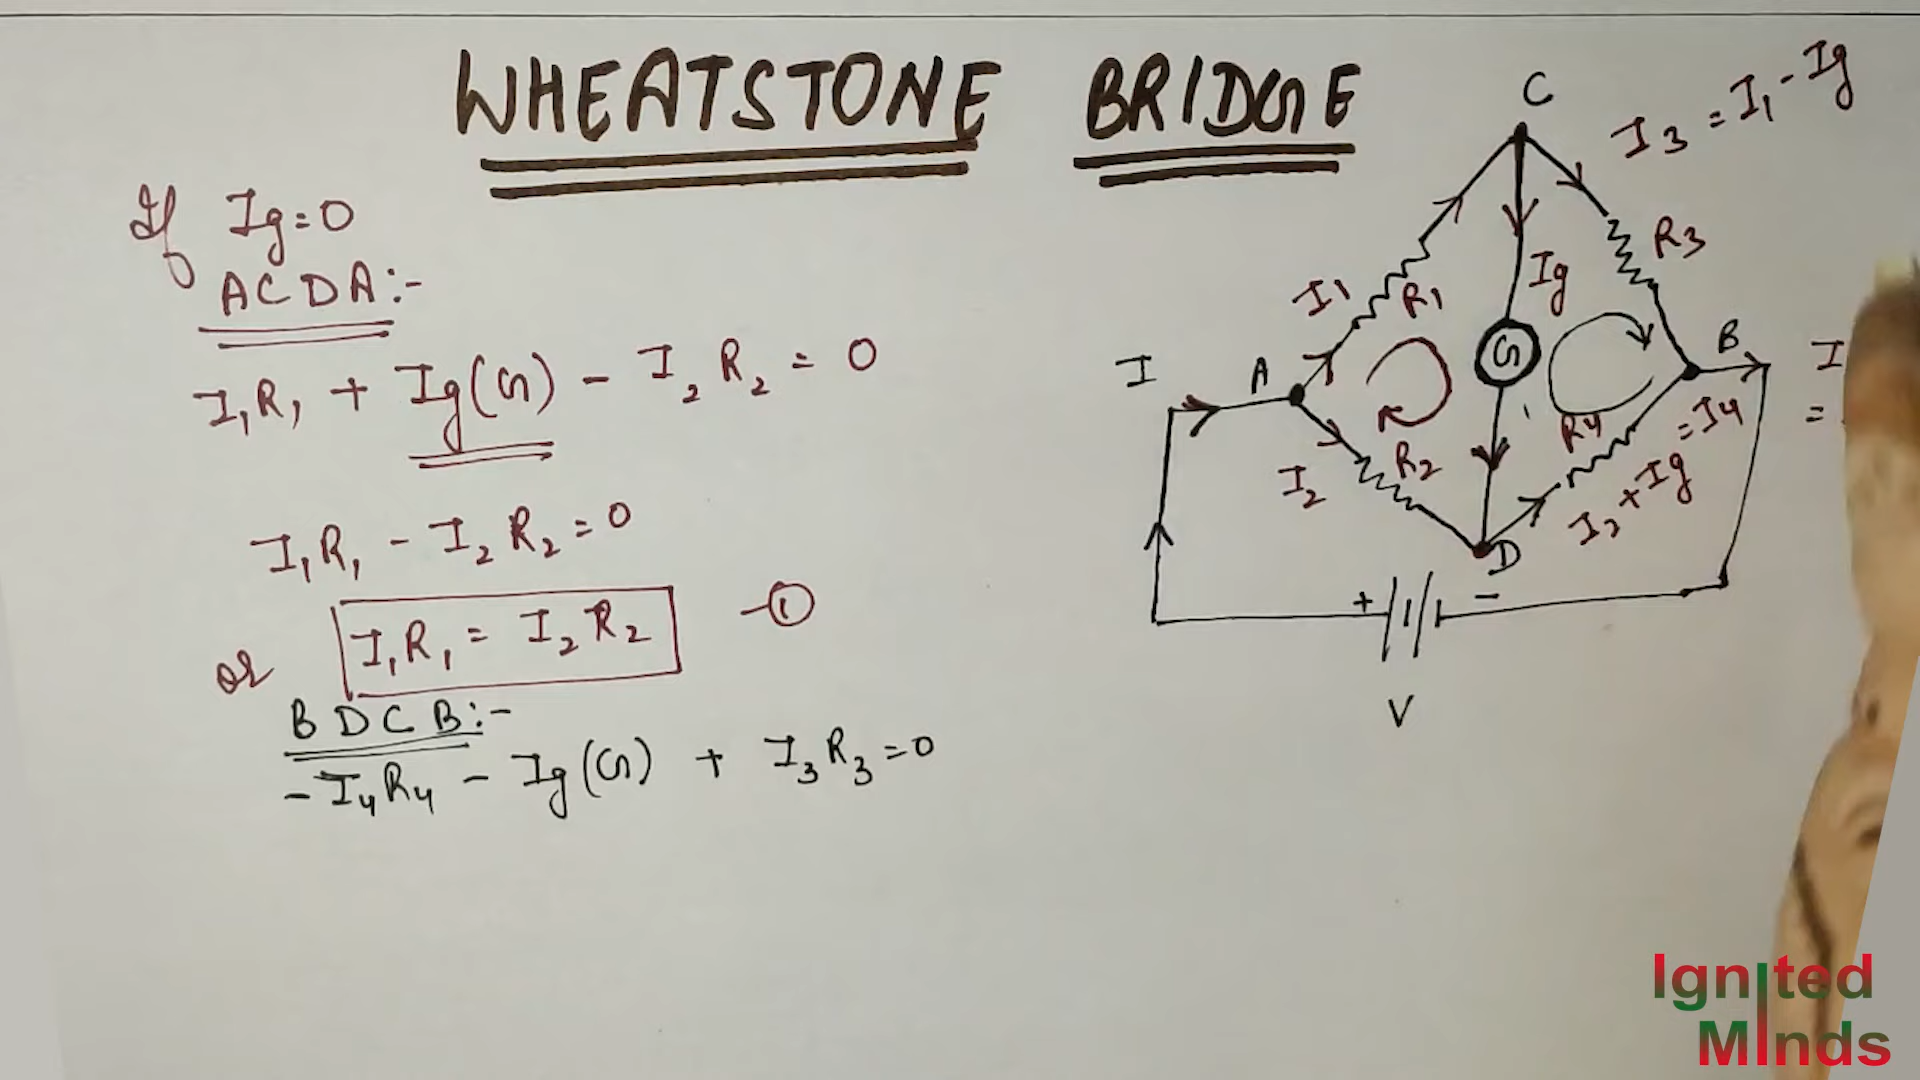 WHEATSTONE BRIDGE
If Ig=0
ACDA:-
I₁R₁ + Ig(G) - I₂R₂ = 0
I₁R₁ - I₂R₂=0
or I₁R₁ = I₂R₂ -①
BDCB:-
-I₄R₄ - Ig(G) + I₃R₃=0
C
I₃ = I₁ - Ig
R₃
I₁
R₁
Ig
G
I
A
B
I
=
R₂
R₄
=I₄
I₂
I₂ + Ig
D
+
-
V
Ignited
Minds